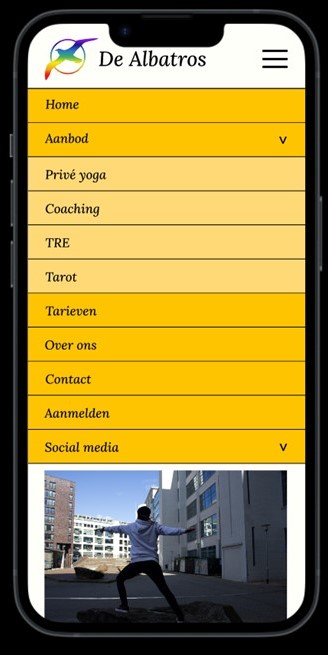 De Albatros
Home
Aanbod v
Privé yoga
Coaching
TRE
Tarot
Tarieven
Over ons
Contact
Aanmelden
Social media v